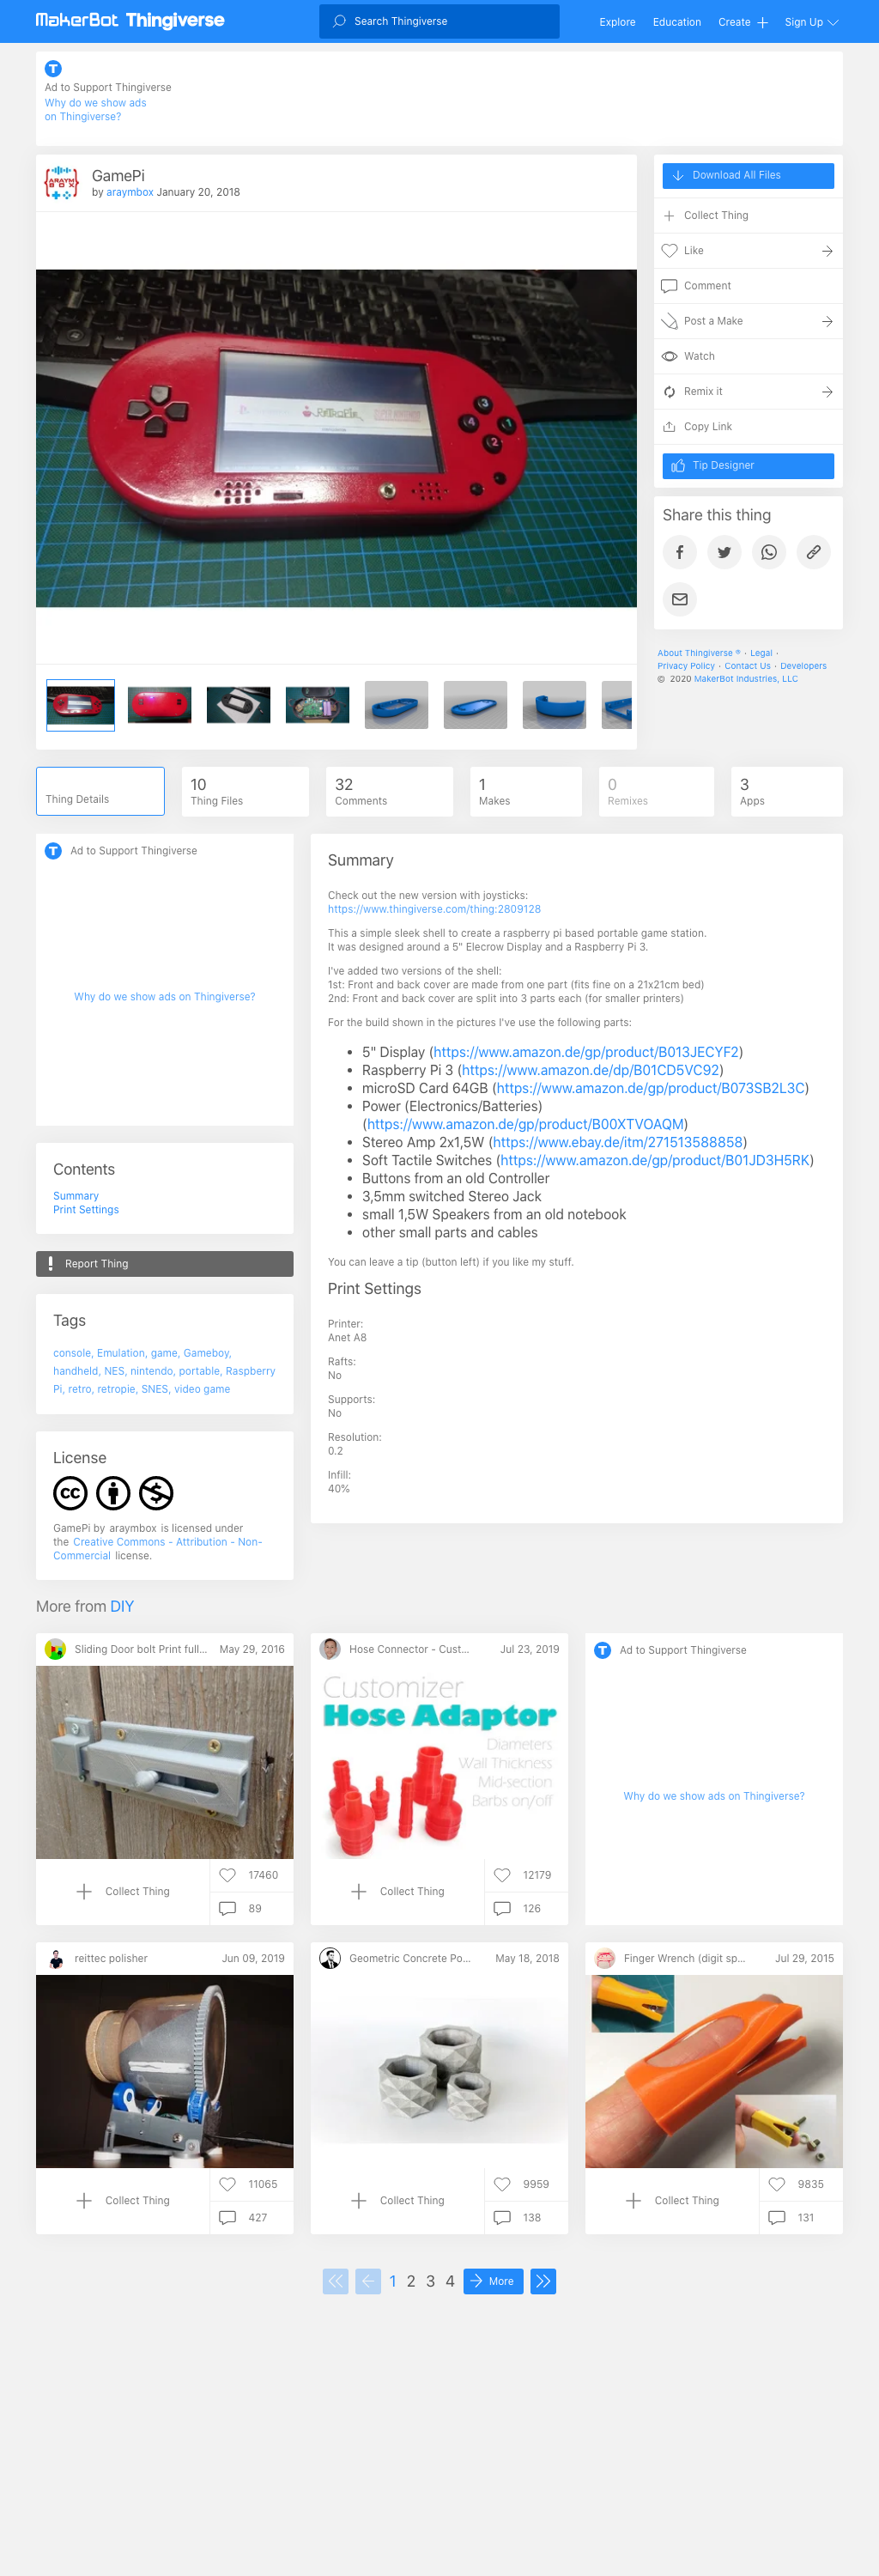 MakerBot Thingiverse
Search Thingiverse
Explore
Education
Create
Sign Up
Ad to Support Thingiverse
Why do we show ads
on Thingiverse?
GamePi
by araymbox January 20, 2018
ARAYM
BOX
RetroPie
3
4
1
2
Download All Files
Collect Thing
Like
Comment
Post a Make
Watch
Remix it
Copy Link
Tip Designer
Share this thing
About Thingiverse ® · Legal ·
Privacy Policy · Contact Us · Developers
© 2020 MakerBot Industries, LLC
Thing Details
10
Thing Files
32
Comments
1
Makes
0
Remixes
3
Apps
Ad to Support Thingiverse
Why do we show ads on Thingiverse?
Contents
Summary
Print Settings
Report Thing
Tags
console, Emulation, game, Gameboy,
handheld, NES, nintendo, portable, Raspberry
Pi, retro, retropie, SNES, video game
License
GamePi by araymbox is licensed under
the Creative Commons - Attribution - Non-
Commercial license.
Summary
Check out the new version with joysticks:
https://www.thingiverse.com/thing:2809128
This a simple sleek shell to create a raspberry pi based portable game station.
It was designed around a 5" Elecrow Display and a Raspberry Pi 3.
I've added two versions of the shell:
1st: Front and back cover are made from one part (fits fine on a 21x21cm bed)
2nd: Front and back cover are split into 3 parts each (for smaller printers)
For the build shown in the pictures I've use the following parts:
• 5" Display (https://www.amazon.de/gp/product/B013JECYF2)
• Raspberry Pi 3 (https://www.amazon.de/dp/B01CD5VC92)
• microSD Card 64GB (https://www.amazon.de/gp/product/B073SB2L3C)
• Power (Electronics/Batteries)
(https://www.amazon.de/gp/product/B00XTVOAQM)
• Stereo Amp 2x1,5W (https://www.ebay.de/itm/271513588858)
• Soft Tactile Switches (https://www.amazon.de/gp/product/B01JD3H5RK)
• Buttons from an old Controller
• 3,5mm switched Stereo Jack
• small 1,5W Speakers from an old notebook
• other small parts and cables
You can leave a tip (button left) if you like my stuff.
Print Settings
Printer:
Anet A8
Rafts:
No
Supports:
No
Resolution:
0.2
Infill:
40%
More from DIY
Sliding Door bolt Print full... May 29, 2016
Collect Thing
17460
89
Hose Connector - Cust... Jul 23, 2019
Customizer
Hose Adaptor
Diameters
Wall Thickness
Mid-section
Barbs on/off
Collect Thing
12179
126
Ad to Support Thingiverse
Why do we show ads on Thingiverse?
reittec polisher Jun 09, 2019
Collect Thing
11065
427
Geometric Concrete Po... May 18, 2018
Collect Thing
9959
138
Finger Wrench (digit sp... Jul 29, 2015
Collect Thing
9835
131
1 2 3 4 More